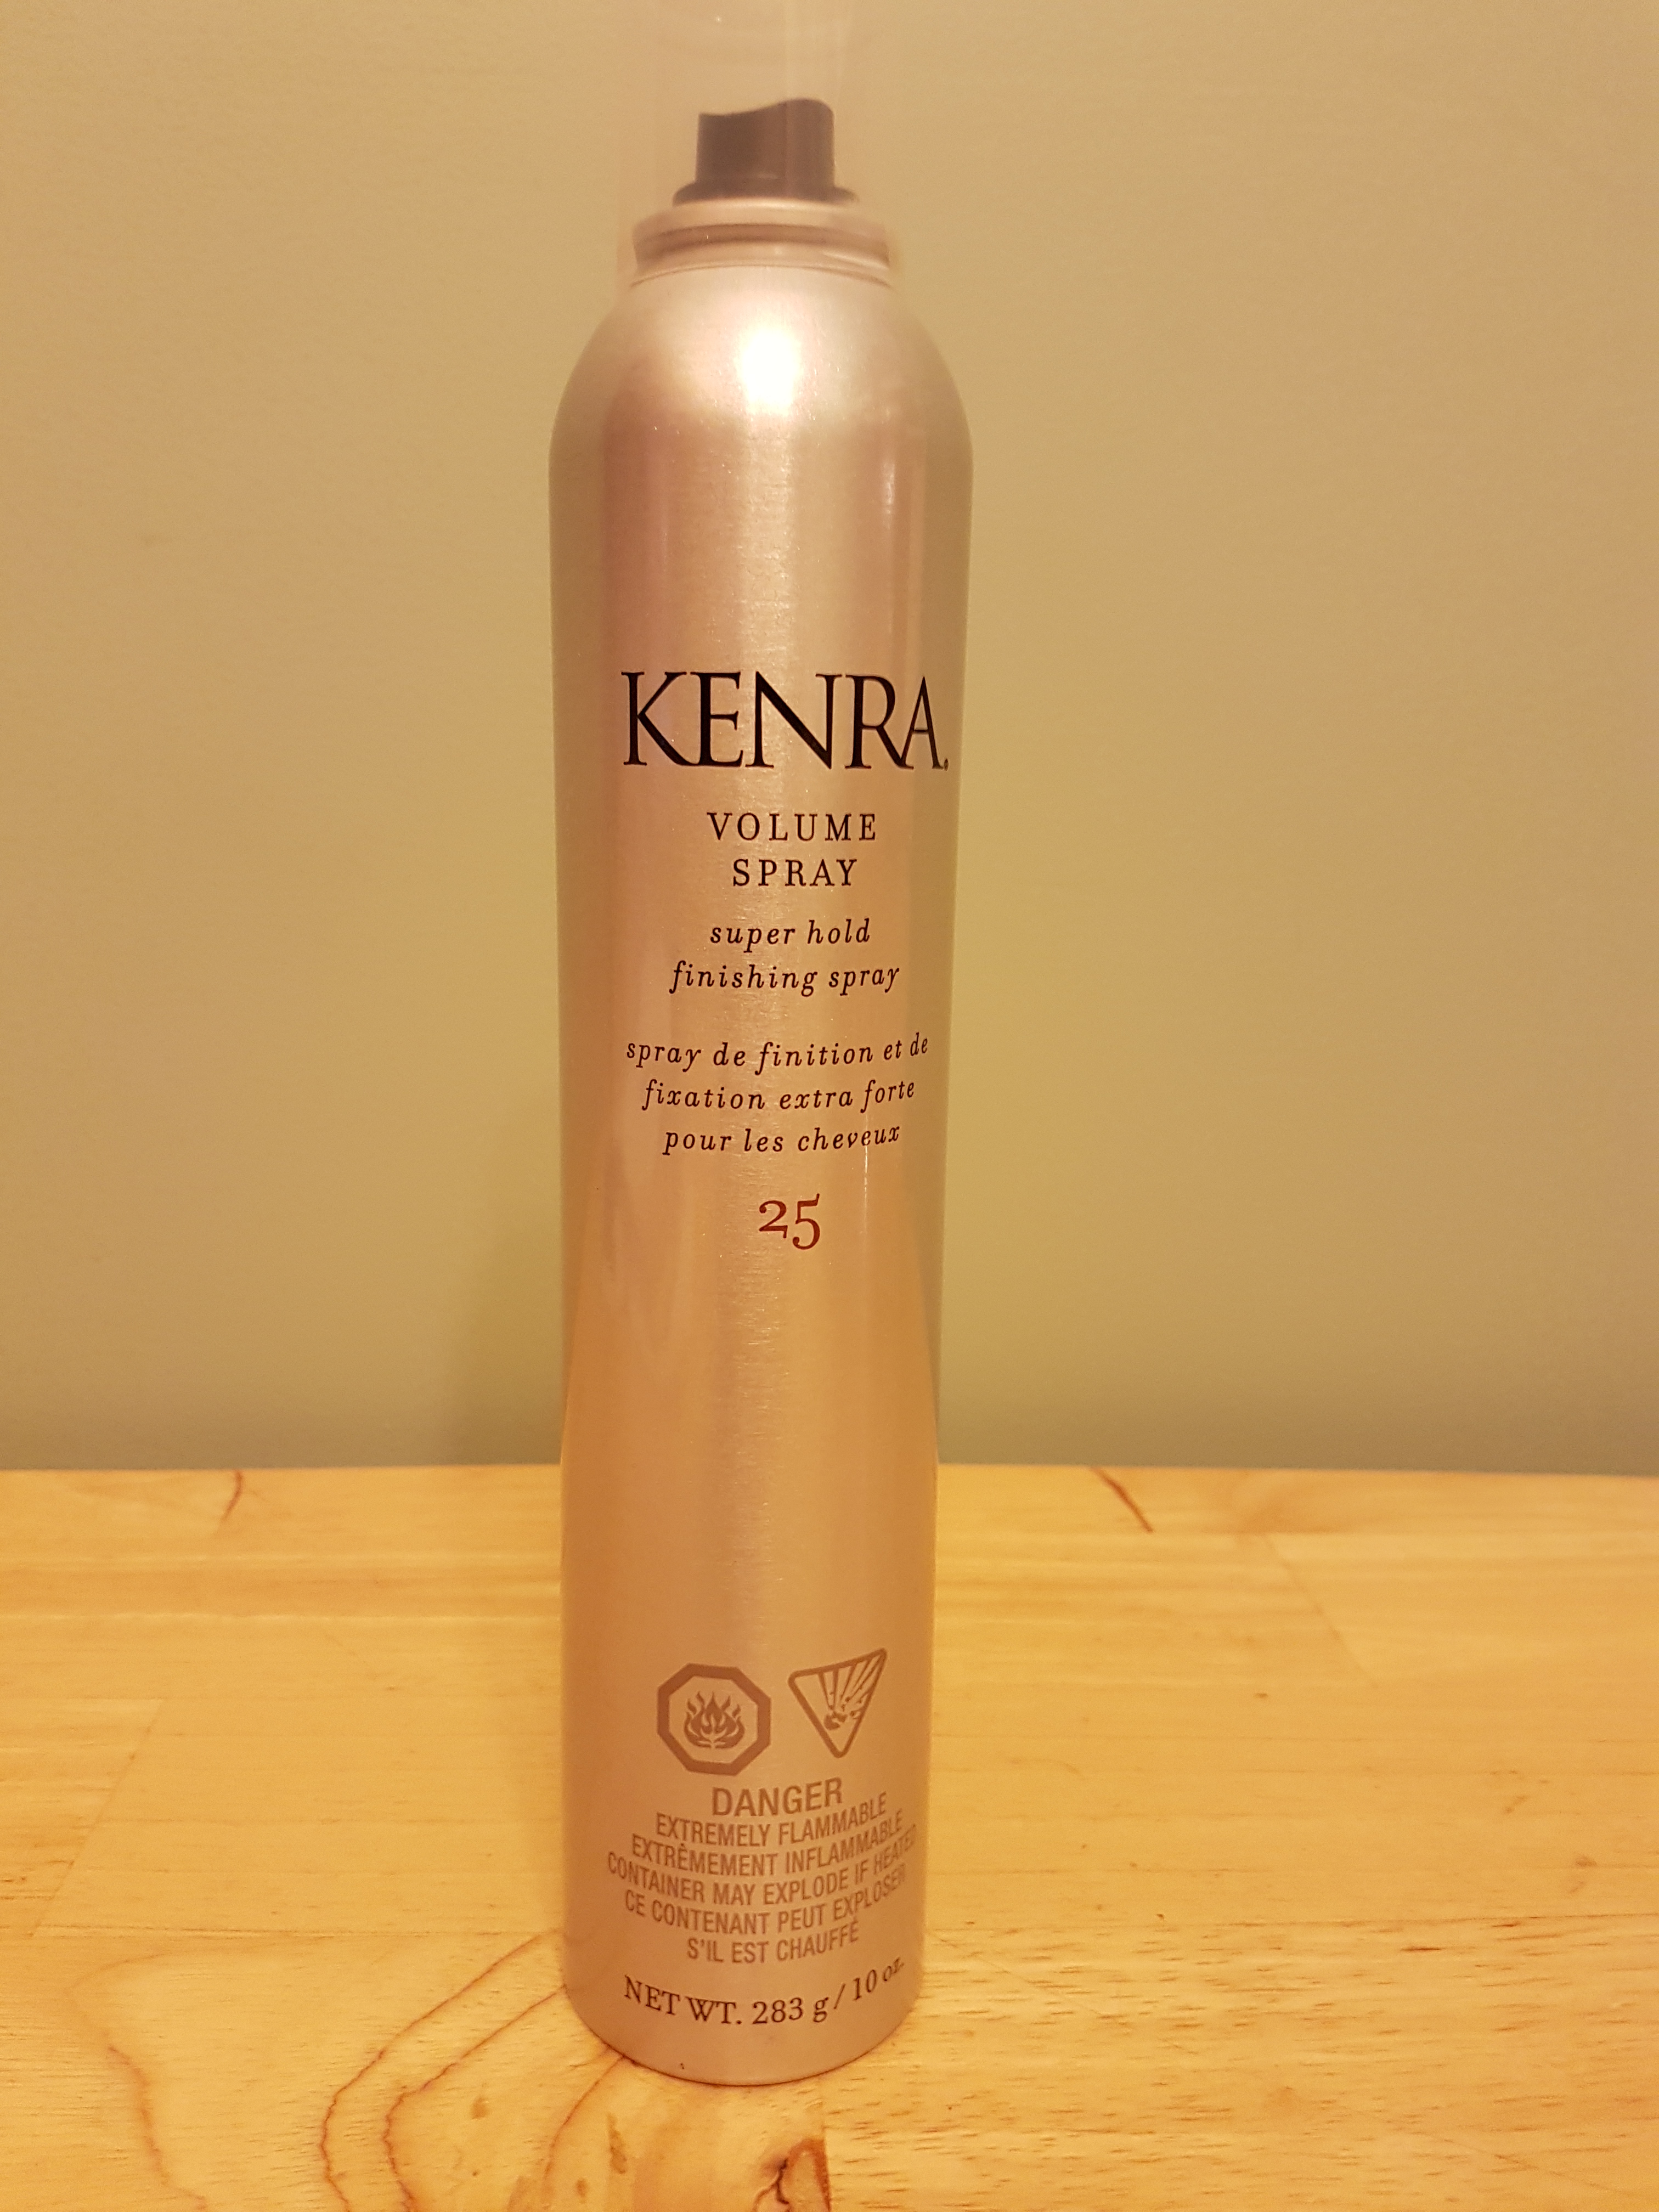 KENRA®
VOLUME
SPRAY
super hold
finishing spray
spray de finition et de
fixation extra forte
pour les cheveux
25
DANGER
EXTREMELY FLAMMABLE
EXTRÊMEMENT INFLAMMABLE
CONTAINER MAY EXPLODE IF HEATED
CE CONTENANT PEUT EXPLOSER
S'IL EST CHAUFFÉ
NET WT. 283 g / 10 oz.